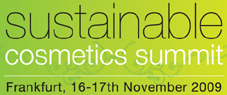 sustainable
cosmetics summit
Frankfurt, 16-17th November 2009